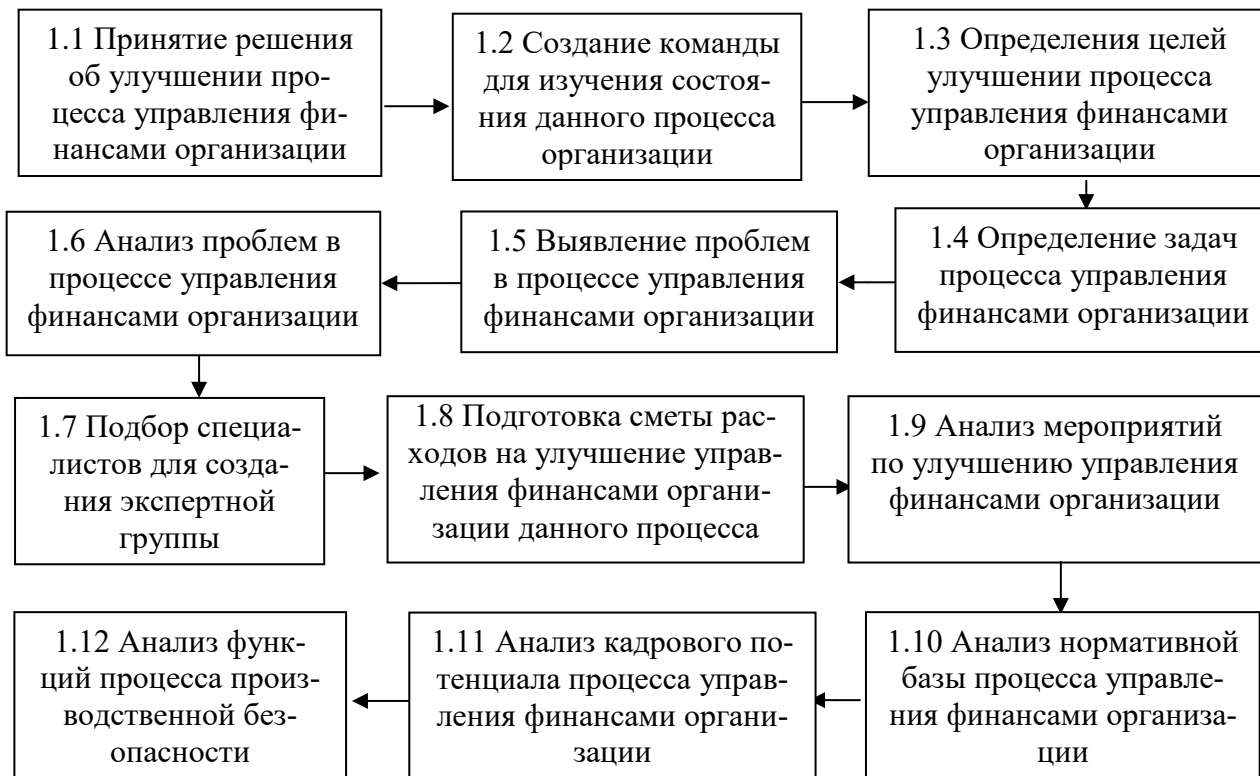 1.1 Принятие решения
об улучшении про-
цесса управления фи-
нансами организации
1.2 Создание команды
для изучения состоя-
ния данного процесса
организации
1.3 Определения целей
улучшении процесса
управления финансами
организации
1.4 Определение задач
процесса управления
финансами организации
1.5 Выявление проблем
в процессе управления
финансами организации
1.6 Анализ проблем в
процессе управления
финансами организации
1.7 Подбор специа-
листов для созда-
ния экспертной
группы
1.8 Подготовка сметы рас-
ходов на улучшение управ-
ления финансами органи-
зации данного процесса
1.9 Анализ мероприятий
по улучшению управления
финансами организации
1.10 Анализ нормативной
базы процесса управле-
ния финансами организа-
ции
1.11 Анализ кадрового по-
тенциала процесса управ-
ления финансами органи-
зации
1.12 Анализ функ-
ций процесса произ-
водственной без-
опасности